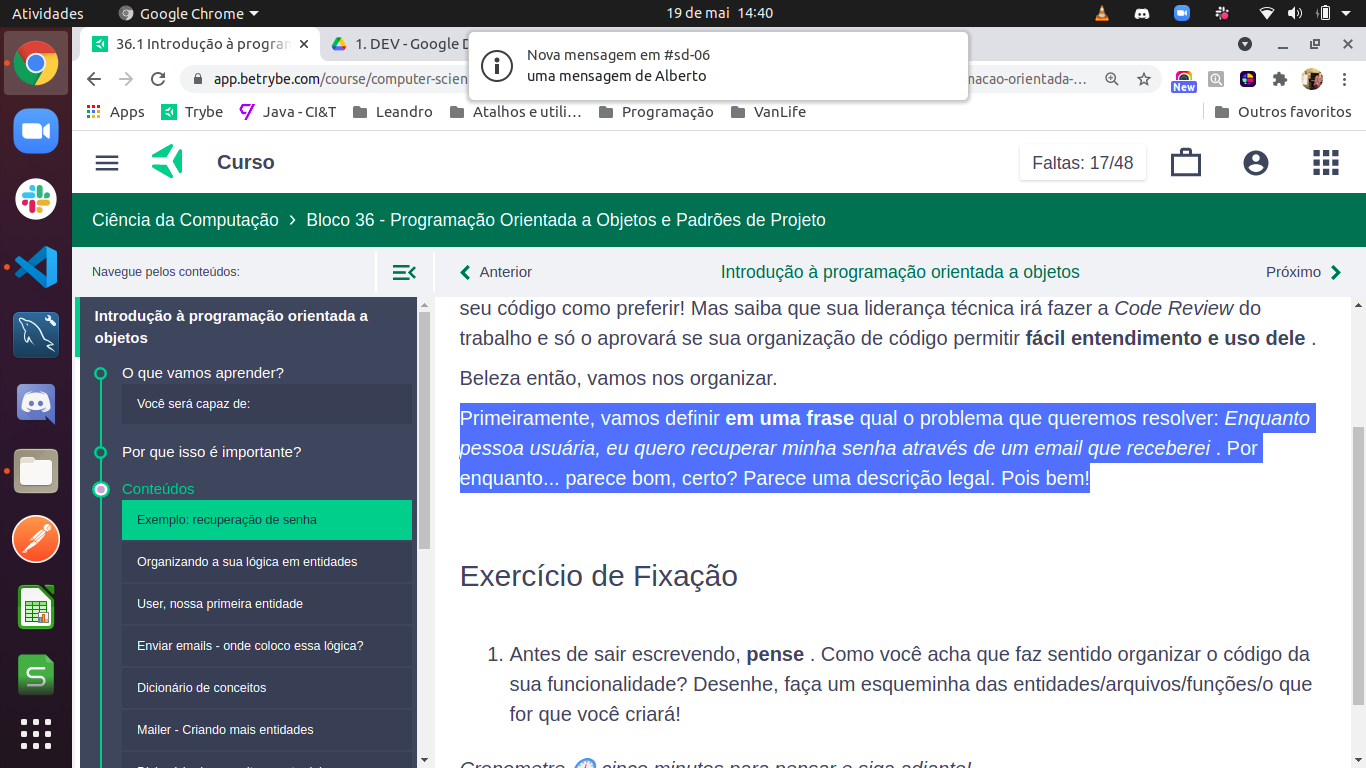 Atividades
Google Chrome
19 de mai 14:40
36.1 Introdução à progran
1. DEV - Google D
Nova mensagem em #sd-06
uma mensagem de Alberto
app.betrybe.com/course/computer-scien
macao-orientada-…
New
Apps
Trybe
Java - CI&T
Leandro
Atalhos e utili…
Programação
VanLife
Outros favoritos
Curso
Faltas: 17/48
Ciência da Computação > Bloco 36 - Programação Orientada a Objetos e Padrões de Projeto
Navegue pelos conteúdos:
Anterior
Introdução à programação orientada a objetos
Próximo
Introdução à programação orientada a
objetos
O que vamos aprender?
Você será capaz de:
Por que isso é importante?
Conteúdos
Exemplo: recuperação de senha
Organizando a sua lógica em entidades
User, nossa primeira entidade
Enviar emails - onde coloco essa lógica?
Dicionário de conceitos
Mailer - Criando mais entidades
seu código como preferir! Mas saiba que sua liderança técnica irá fazer a Code Review do
trabalho e só o aprovará se sua organização de código permitir fácil entendimento e uso dele .
Beleza então, vamos nos organizar.
Primeiramente, vamos definir em uma frase qual o problema que queremos resolver: Enquanto
pessoa usuária, eu quero recuperar minha senha através de um email que receberei . Por
enquanto... parece bom, certo? Parece uma descrição legal. Pois bem!
Exercício de Fixação
1. Antes de sair escrevendo, pense . Como você acha que faz sentido organizar o código da
sua funcionalidade? Desenhe, faça um esqueminha das entidades/arquivos/funções/o que
for que você criará!
Cronometre 🧭 cinco minutos para pensar e siga adiante!